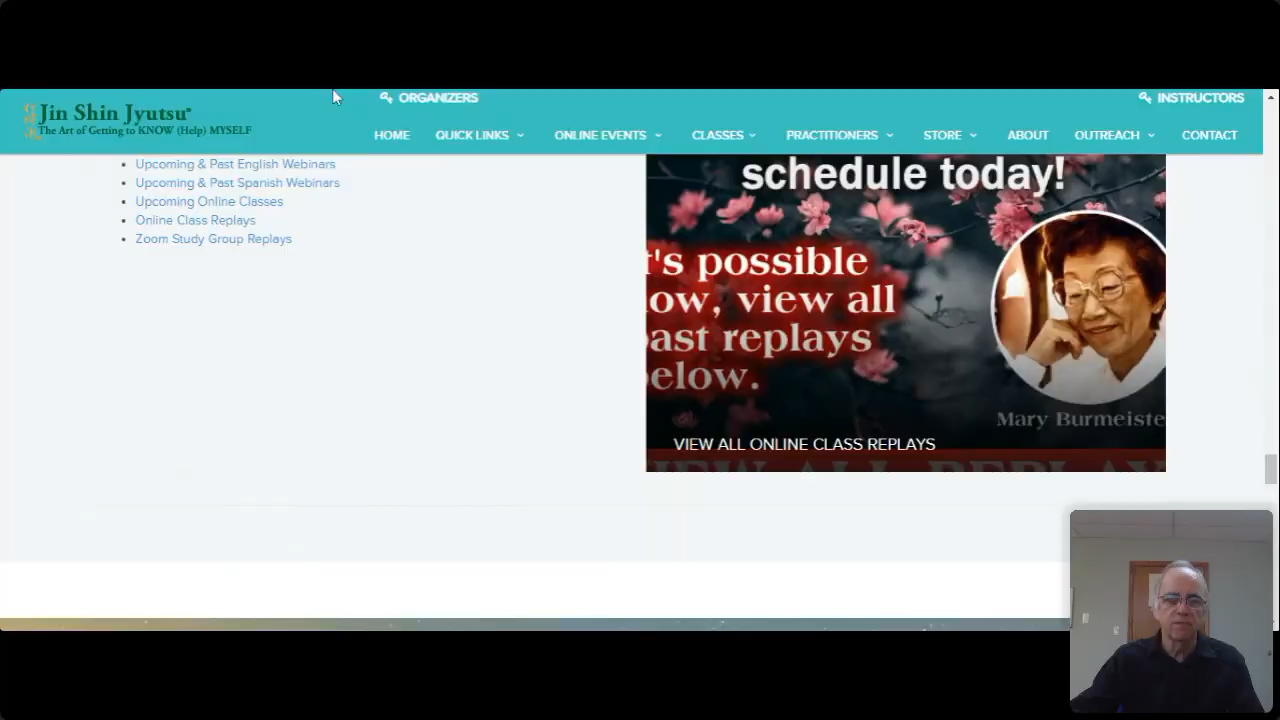 ORGANIZERS
INSTRUCTORS
Jin Shin Jyutsu®
The Art of Getting to KNOW (Help) MYSELF
HOME
QUICK LINKS
ONLINE EVENTS
CLASSES
PRACTITIONERS
STORE
ABOUT
OUTREACH
CONTACT
Upcoming & Past English Webinars
Upcoming & Past Spanish Webinars
Upcoming Online Classes
Online Class Replays
Zoom Study Group Replays
schedule today!
t's possible
ow, view all
ast replays
elow.
Mary Burmeiste
VIEW ALL ONLINE CLASS REPLAYS